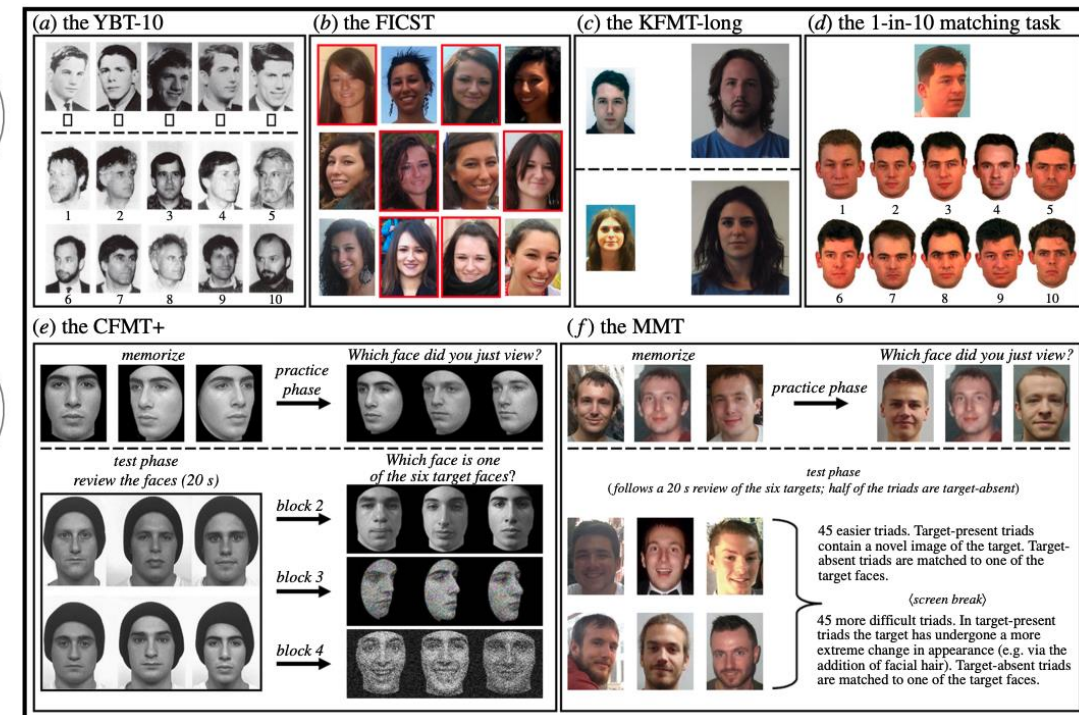 (a) the YBT-10
(b) the FICST
(c) the KFMT-long
(d) the 1-in-10 matching task
1 2 3 4 5
6 7 8 9 10
1 2 3 4 5
6 7 8 9 10
(e) the CFMT+
memorize
practice
phase
Which face did you just view?
test phase
review the faces (20 s)
Which face is one
of the six target faces?
block 2
block 3
block 4
(f) the MMT
memorize
practice phase
Which face did you just view?
test phase
(follows a 20 s review of the six targets; half of the triads are target-absent)
45 easier triads. Target-present triads
contain a novel image of the target. Target-
absent triads are matched to one of the
target faces.
⟨screen break⟩
45 more difficult triads. In target-present
triads the target has undergone a more
extreme change in appearance (e.g. via the
addition of facial hair). Target-absent triads
are matched to one of the target faces.